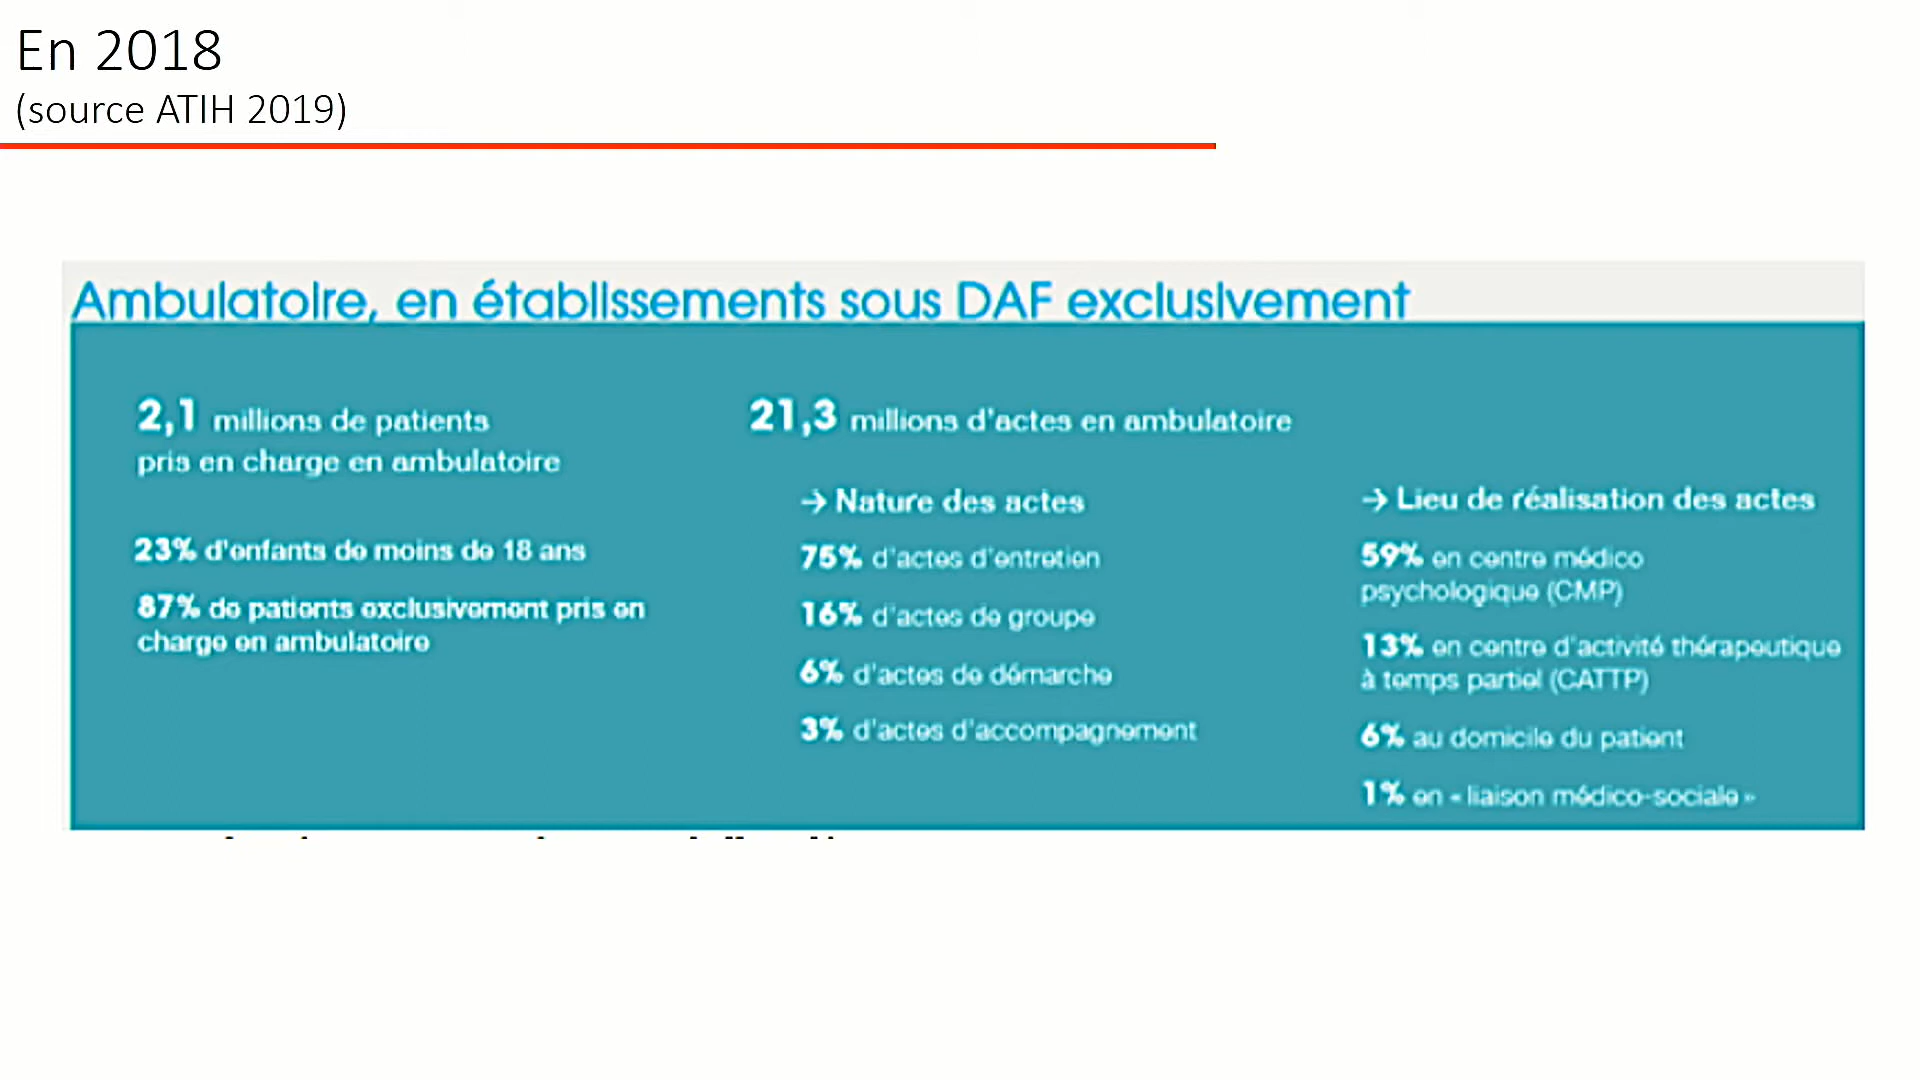 En 2018
(source ATIH 2019)
Ambulatoire, en établissements sous DAF exclusivement
2,1 millions de patients
pris en charge en ambulatoire
23% d'enfants de moins de 18 ans
87% de patients exclusivement pris en
charge en ambulatoire
21,3 millions d'actes en ambulatoire
→ Nature des actes
75% d'actes d'entretien
16% d'actes de groupe
6% d'actes de démarche
3% d'actes d'accompagnement
→ Lieu de réalisation des actes
59% en centre médico
psychologique (CMP)
13% en centre d'activité thérapeutique
à temps partiel (CATTP)
6% au domicile du patient
1% en « liaison médico-sociale »